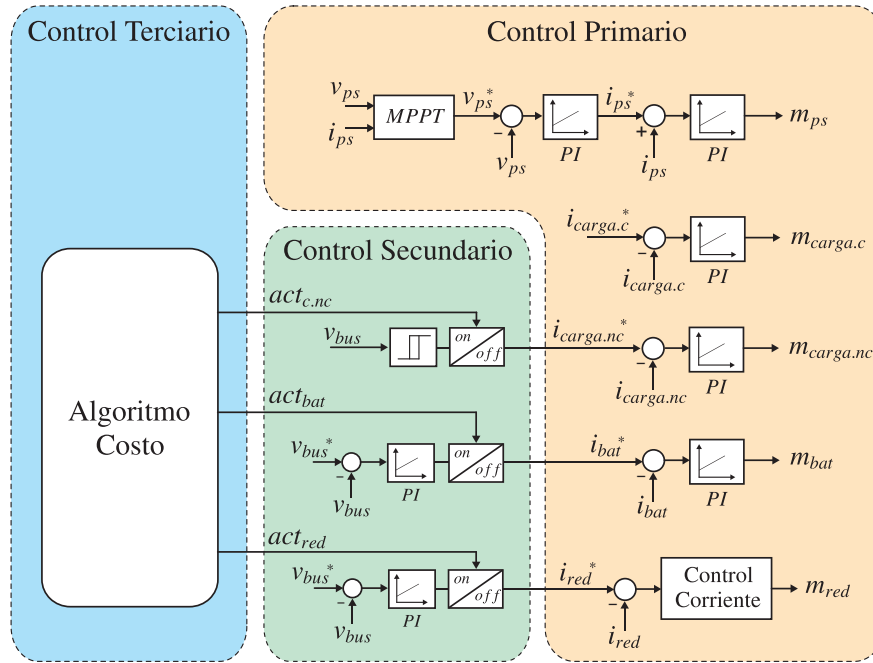 Control Terciario
Control Primario
v_ps
i_ps
MPPT
v_ps*
-
v_ps
PI
i_ps*
+
i_ps
PI
m_ps
i_carga.c*
-
i_carga.c
PI
m_carga.c
Control Secundario
act_c.nc
v_bus
on
off
i_carga.nc*
-
i_carga.nc
PI
m_carga.nc
Algoritmo
Costo
act_bat
v_bus*
-
v_bus
PI
on
off
i_bat*
-
i_bat
PI
m_bat
act_red
v_bus*
-
v_bus
PI
on
off
i_red*
-
i_red
Control
Corriente
m_red